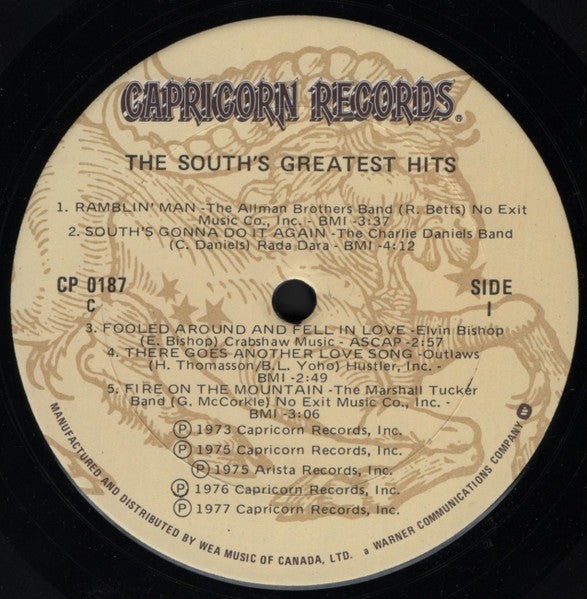 CAPRICORN RECORDS®
THE SOUTH'S GREATEST HITS
1. RAMBLIN' MAN -The Allman Brothers Band (R. Betts) No Exit
Music Co., Inc. - BMI -3:37
2. SOUTH'S GONNA DO IT AGAIN -The Charlie Daniels Band
(C. Daniels) Rada Dara - BMI -4:12
CP 0187
C
SIDE
I
3. FOOLED AROUND AND FELL IN LOVE -Elvin Bishop
(E. Bishop) Crabshaw Music - ASCAP -2:57
4. THERE GOES ANOTHER LOVE SONG -Outlaws
(H. Thomasson/B.L. Yoho) Hustler, Inc. -
BMI -2:49
5. FIRE ON THE MOUNTAIN -The Marshall Tucker
Band (G. McCorkle) No Exit Music Co., Inc. -
BMI -3:06
Ⓟ 1973 Capricorn Records, Inc.
Ⓟ 1975 Capricorn Records, Inc.
Ⓟ 1975 Arista Records, Inc.
Ⓟ 1976 Capricorn Records, Inc.
Ⓟ 1977 Capricorn Records, Inc.
MANUFACTURED AND DISTRIBUTED BY WEA MUSIC OF CANADA, LTD. a WARNER COMMUNICATIONS COMPANY